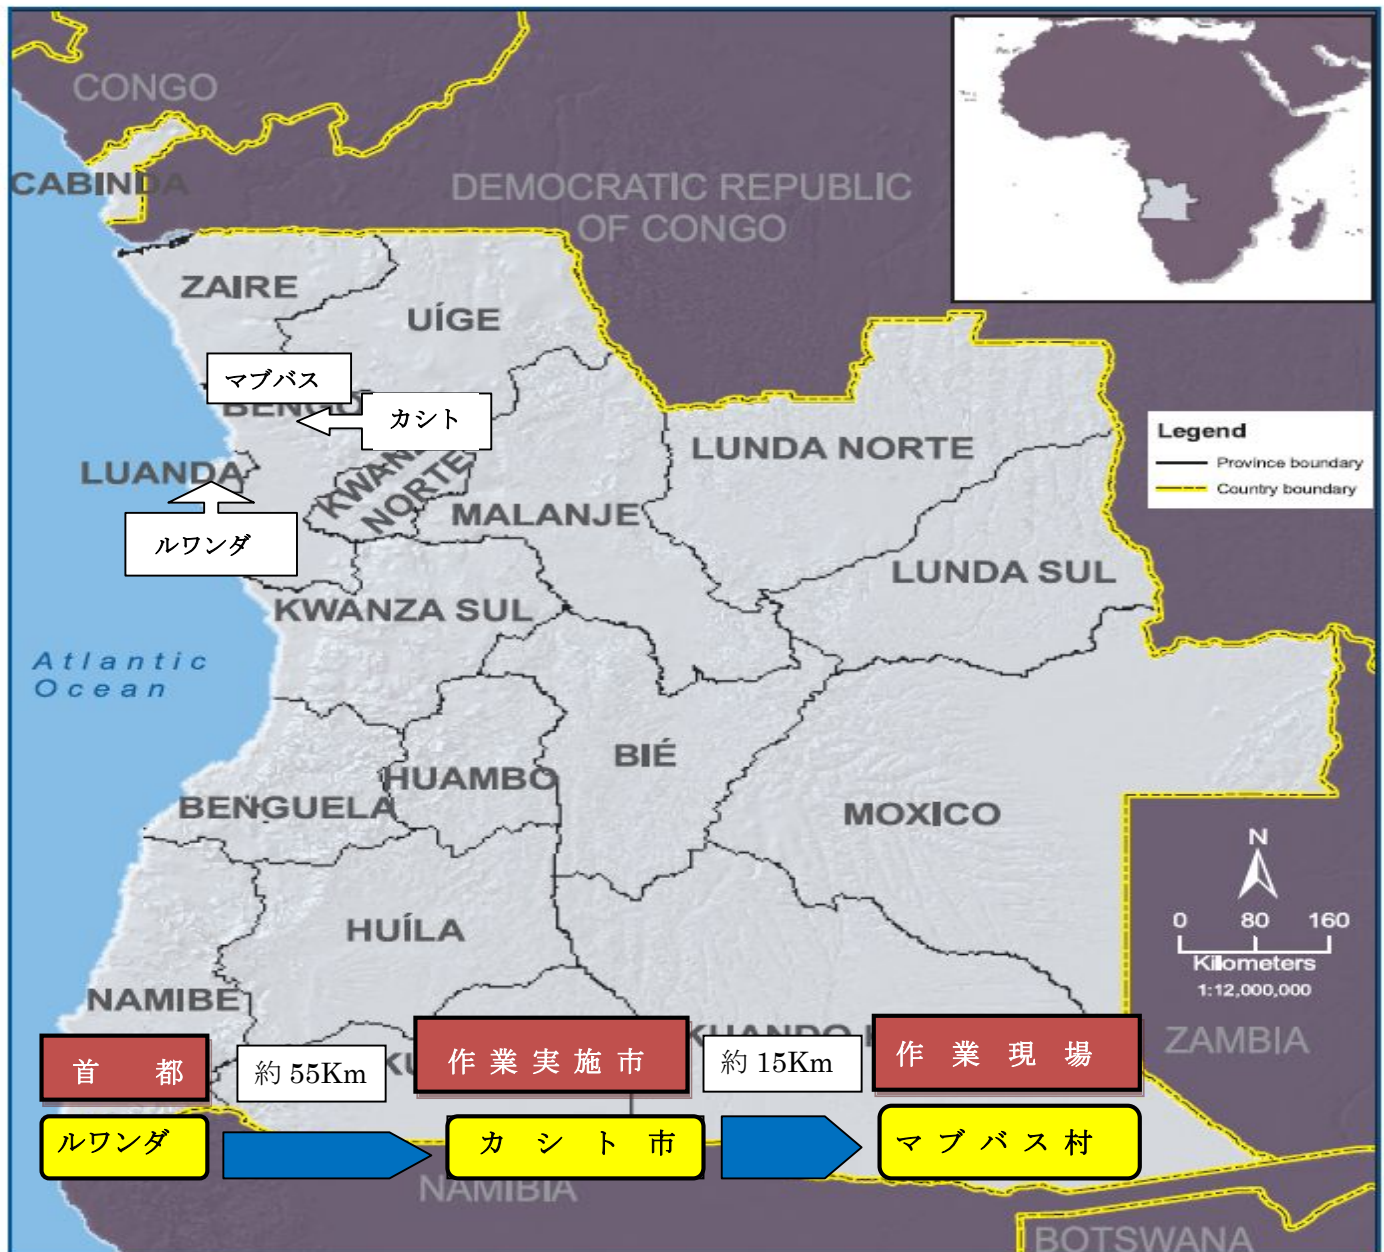 CONGO
CABINDA
DEMOCRATIC REPUBLIC
OF CONGO
ZAIRE
UÍGE
マブバス
BENGO
カシト
LUNDA NORTE
Legend
Province boundary
Country boundary
LUANDA
KWAN
NORTE
MALANJE
ルワンダ
LUNDA SUL
KWANZA SUL
Atlantic
Ocean
BIÉ
HUAMBO
BENGUELA
MOXICO
N
0 80 160
Kilometers
1:12,000,000
HUÍLA
NAMIBE
KUANDO
ZAMBIA
首都
約 55Km
KU
作業実施市
約 15Km
作業現場
ルワンダ
カシト市
マブバス村
NAMIBIA
BOTSWANA